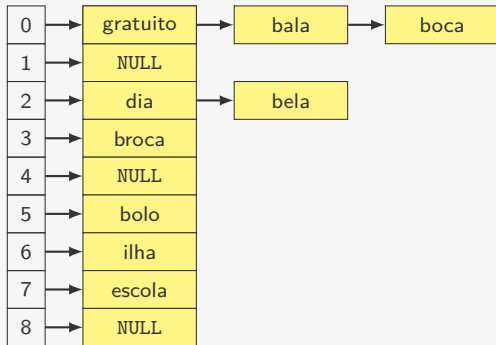 0 gratuito bala boca
1 NULL
2 dia bela
3 broca
4 NULL
5 bolo
6 ilha
7 escola
8 NULL